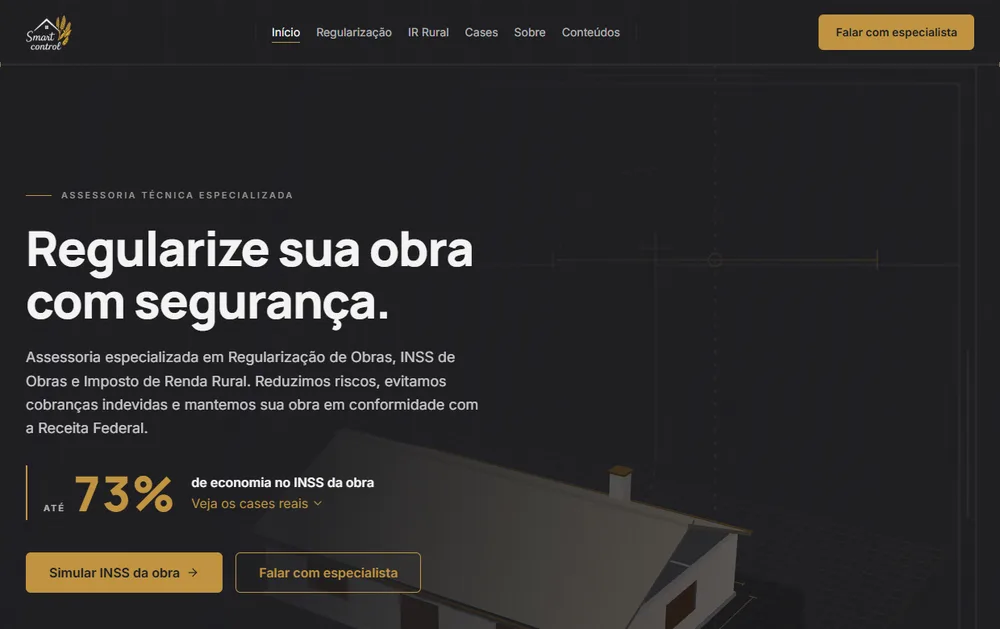 Smart
control
Início
Regularização
IR Rural
Cases
Sobre
Conteúdos
Falar com especialista
ASSESSORIA TÉCNICA ESPECIALIZADA
Regularize sua obra
com segurança.
Assessoria especializada em Regularização de Obras, INSS de
Obras e Imposto de Renda Rural. Reduzimos riscos, evitamos
cobranças indevidas e mantemos sua obra em conformidade com
a Receita Federal.
ATÉ 73%
de economia no INSS da obra
Veja os cases reais
Simular INSS da obra →
Falar com especialista